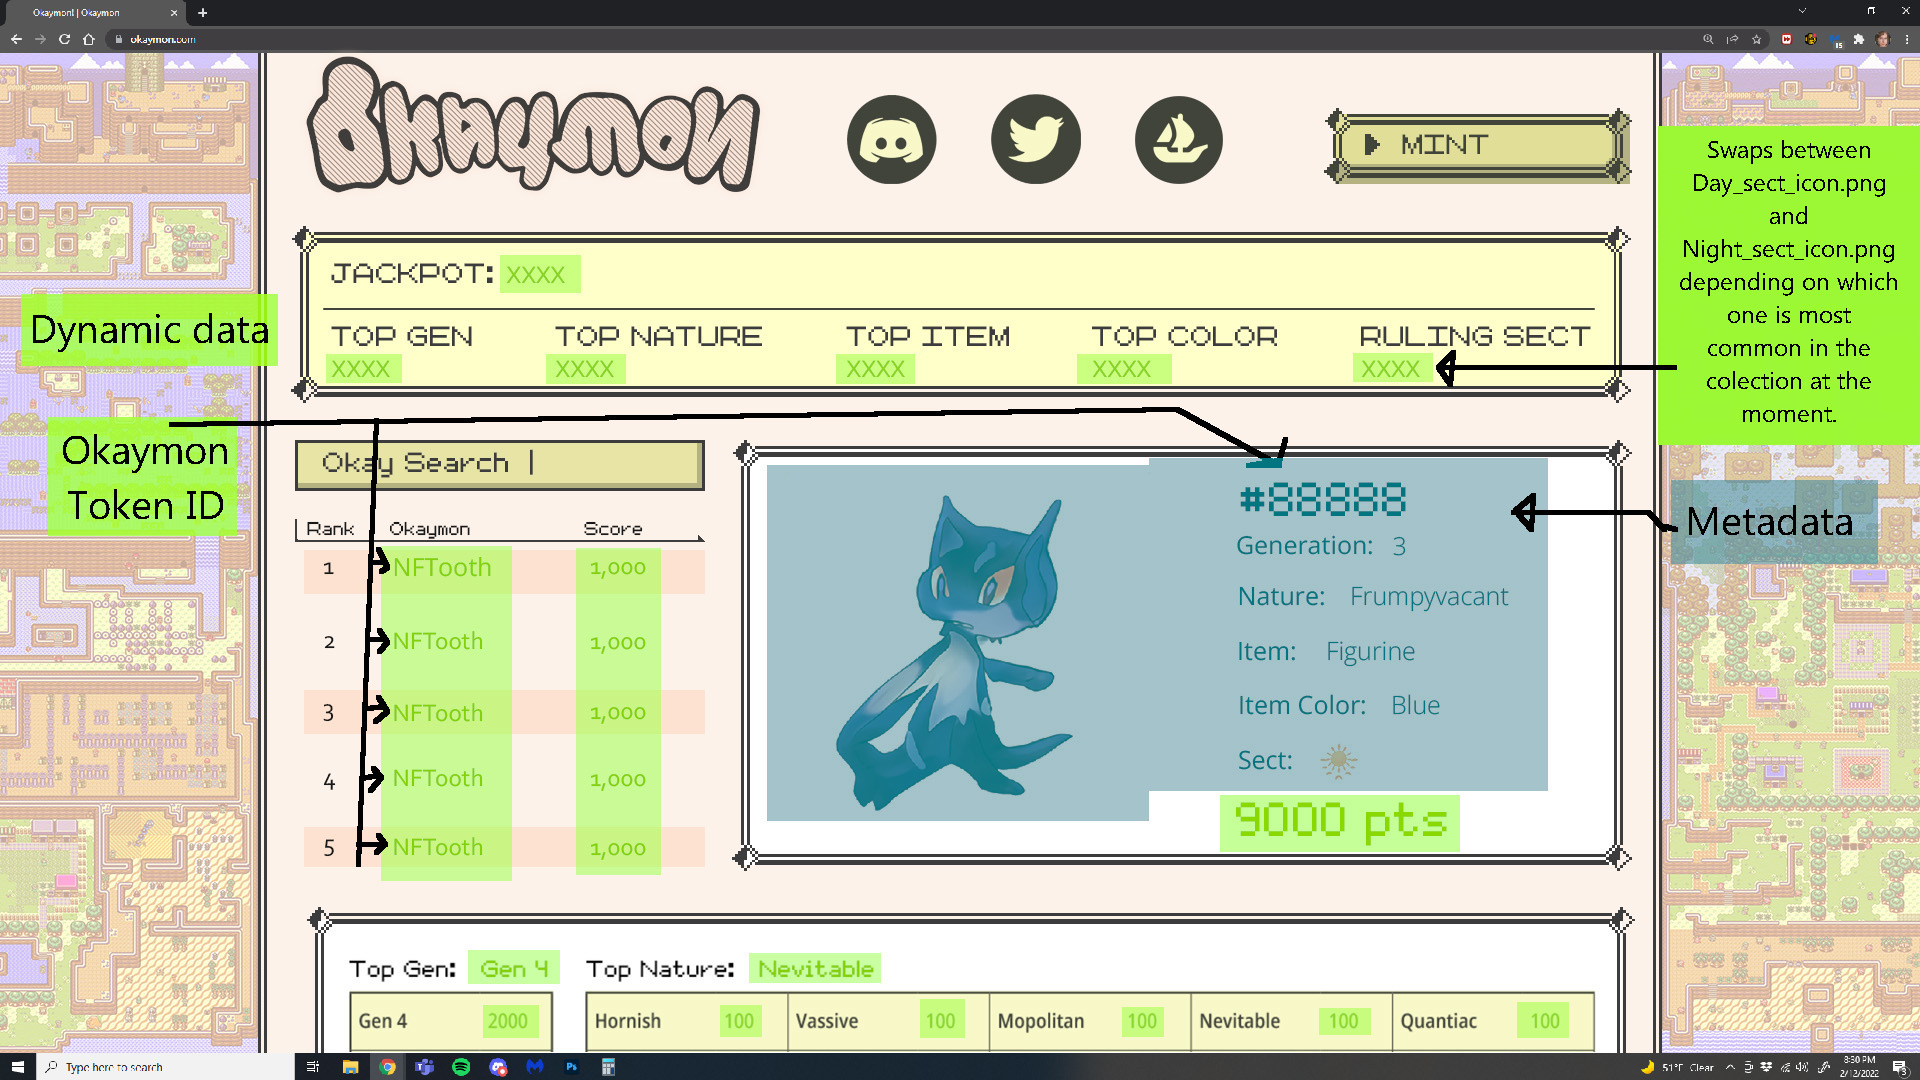 Okaymon! | Okaymon
okaymon.com
Okaymon
MINT
Swaps between
Day_sect_icon.png
and
Night_sect_icon.png
depending on which
one is most
common in the
colection at the
moment.
JACKPOT: XXXX
TOP GEN TOP NATURE TOP ITEM TOP COLOR RULING SECT
XXXX XXXX XXXX XXXX XXXX
Dynamic data
Okaymon
Token ID
Okay Search |
Rank Okaymon Score
1 NFTooth 1,000
2 NFTooth 1,000
3 NFTooth 1,000
4 NFTooth 1,000
5 NFTooth 1,000
#88888
Generation: 3
Nature: Frumpyvacant
Item: Figurine
Item Color: Blue
Sect:
9000 pts
Metadata
Top Gen: Gen 4 Top Nature: Nevitable
Gen 4 2000 Hornish 100 Vassive 100 Mopolitan 100 Nevitable 100 Quantiac 100
Type here to search
Ps
51°F Clear
8:30 PM
2/12/2022
15
3